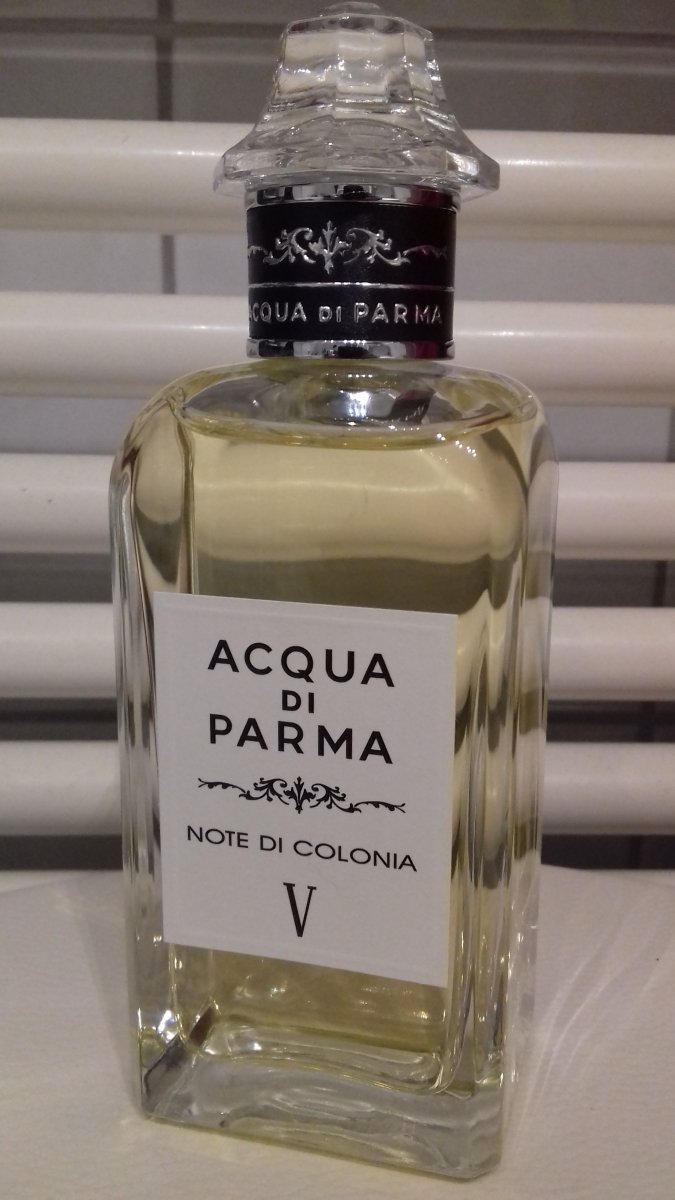 ACQUA DI PARMA
ACQUA
DI
PARMA
NOTE DI COLONIA
V